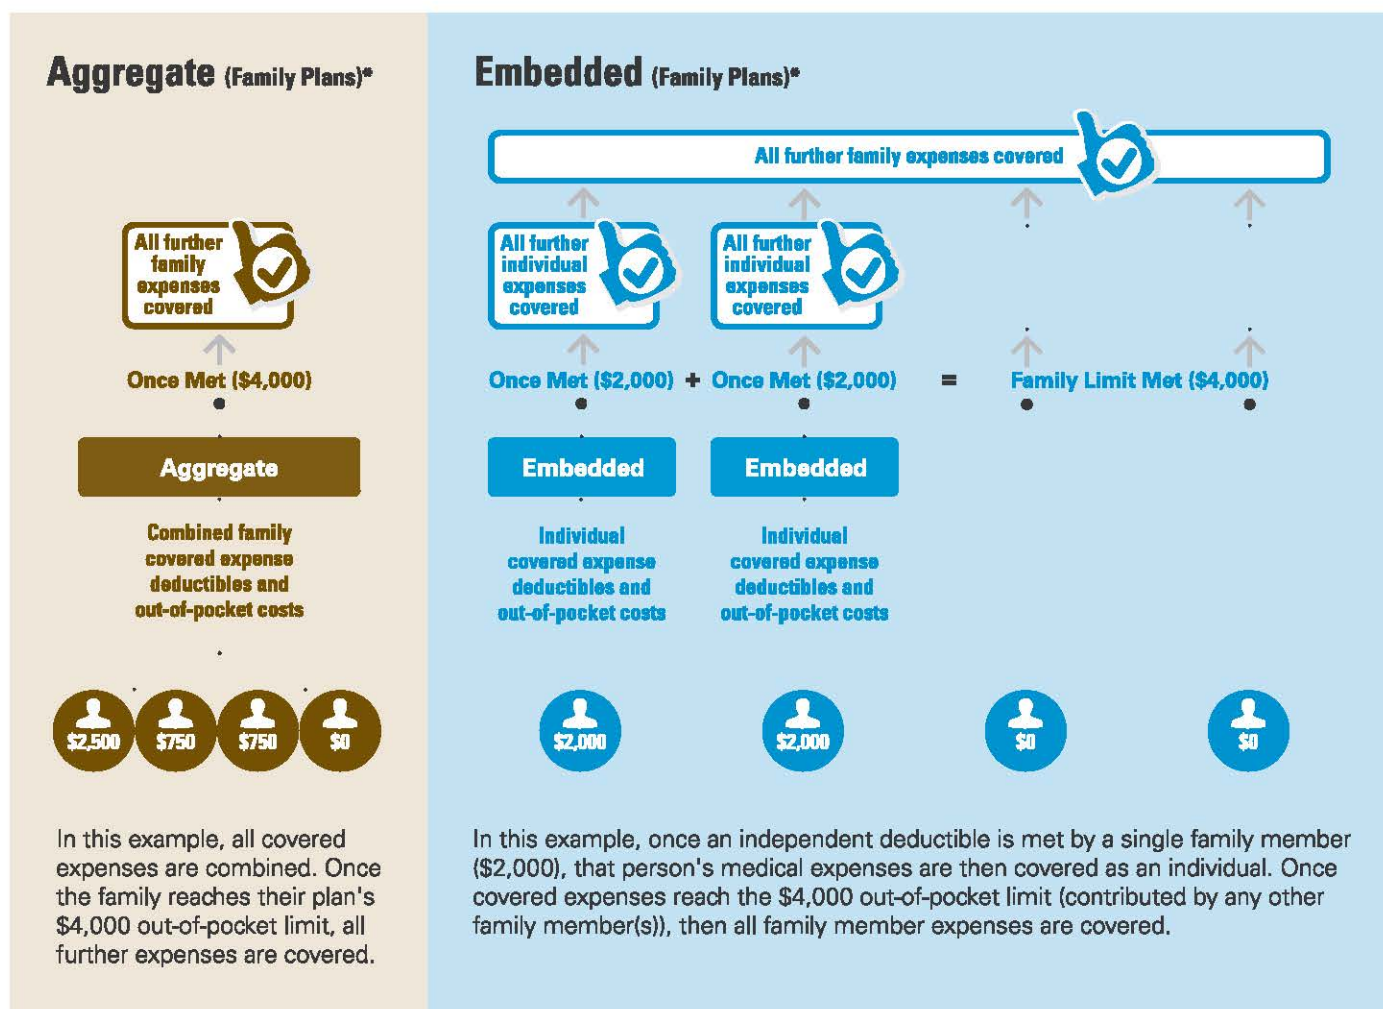 Aggregate (Family Plans)*
All further
family
expenses
covered
Once Met ($4,000)
Aggregate
Combined family
covered expense
deductibles and
out-of-pocket costs
$2,500 $750 $750 $0
In this example, all covered
expenses are combined. Once
the family reaches their plan's
$4,000 out-of-pocket limit, all
further expenses are covered.
Embedded (Family Plans)*
All further family expenses covered
All further
individual
expenses
covered
All further
individual
expenses
covered
Once Met ($2,000) + Once Met ($2,000) = Family Limit Met ($4,000)
Embedded
Embedded
Individual
covered expense
deductibles and
out-of-pocket costs
Individual
covered expense
deductibles and
out-of-pocket costs
$2,000 $2,000 $0 $0
In this example, once an independent deductible is met by a single family member
($2,000), that person's medical expenses are then covered as an individual. Once
covered expenses reach the $4,000 out-of-pocket limit (contributed by any other
family member(s)), then all family member expenses are covered.